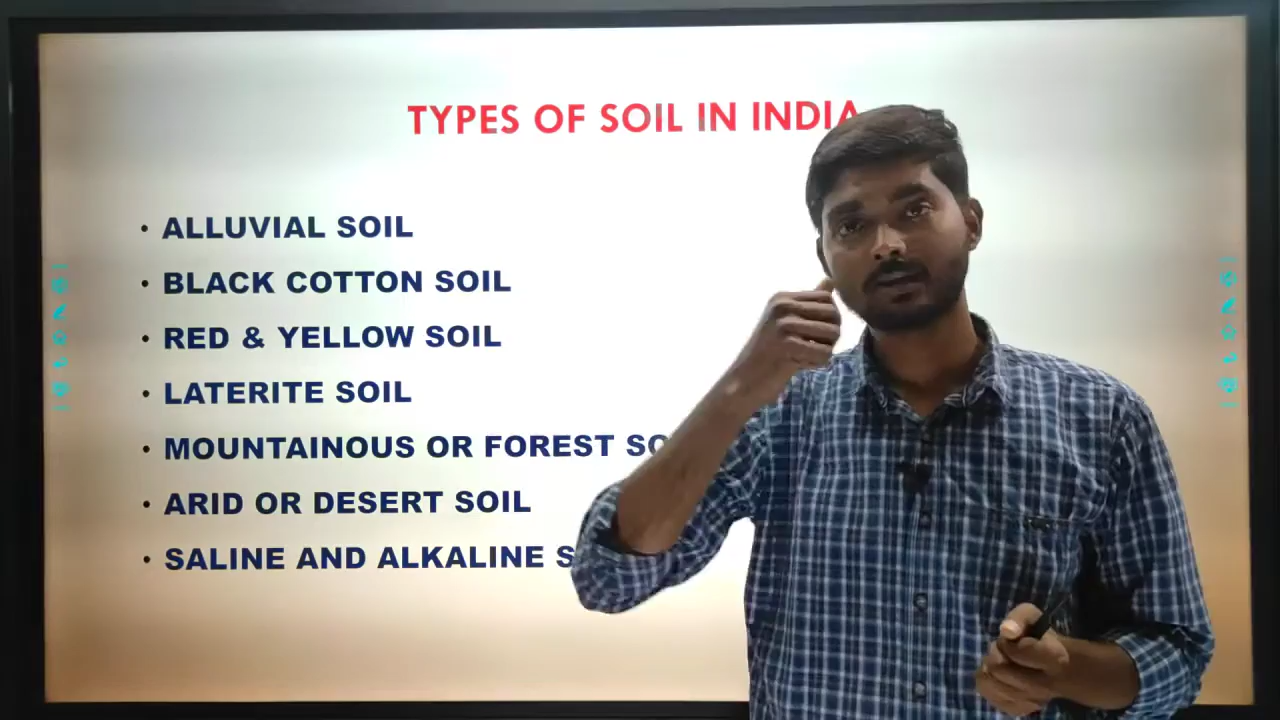 TYPES OF SOIL IN INDIA
• ALLUVIAL SOIL
• BLACK COTTON SOIL
• RED & YELLOW SOIL
• LATERITE SOIL
• MOUNTAINOUS OR FOREST
• ARID OR DESERT SOIL
• SALINE AND ALKALINE